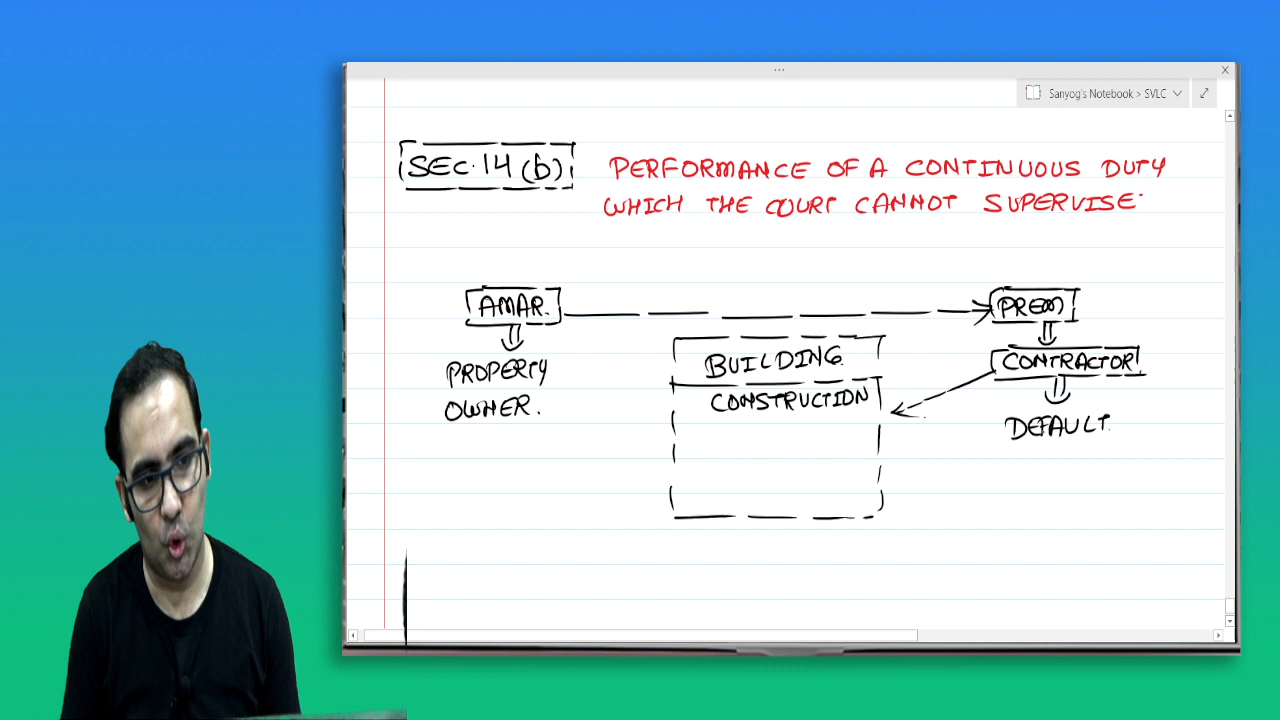 Sanyog's Notebook > SVLC
SEC.14(b) PERFORMANCE OF A CONTINUOUS DUTY
WHICH THE COURT CANNOT SUPERVISE.
AMAR. PREM
PROPERTY
OWNER.
BUILDING
CONSTRUCTION
CONTRACTOR.
DEFAULT.